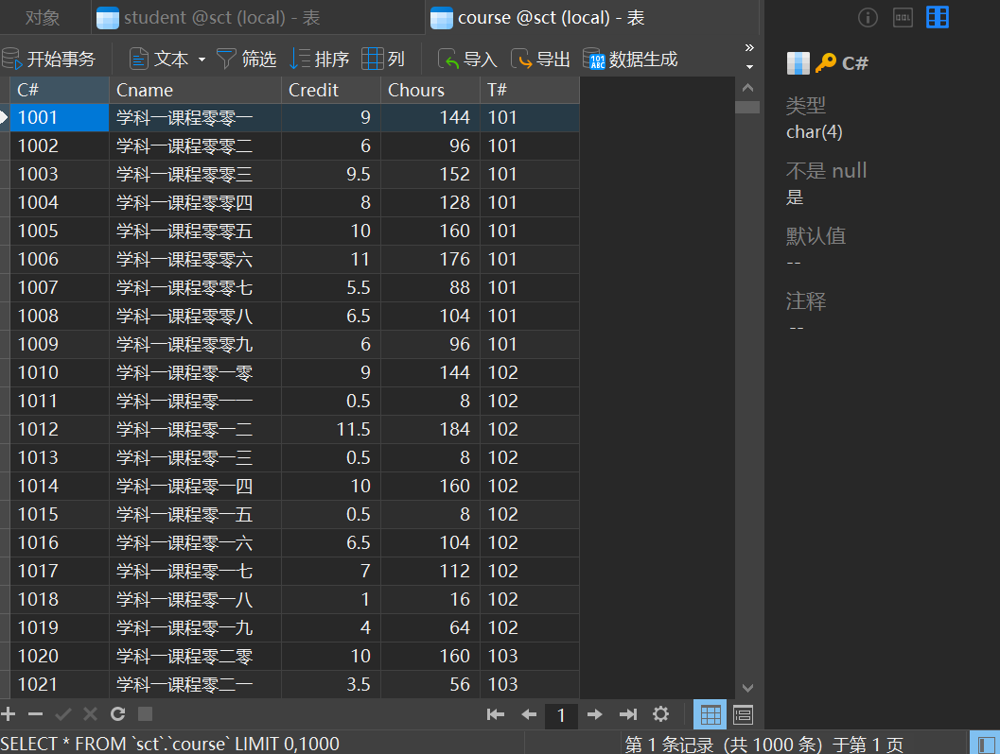 对象 student @sct (local) - 表 course @sct (local) - 表
开始事务 文本 筛选 排序 列 导入 导出 数据生成
C# Cname Credit Chours T#
1001 学科一课程零零一 9 144 101
1002 学科一课程零零二 6 96 101
1003 学科一课程零零三 9.5 152 101
1004 学科一课程零零四 8 128 101
1005 学科一课程零零五 10 160 101
1006 学科一课程零零六 11 176 101
1007 学科一课程零零七 5.5 88 101
1008 学科一课程零零八 6.5 104 101
1009 学科一课程零零九 6 96 101
1010 学科一课程零一零 9 144 102
1011 学科一课程零一一 0.5 8 102
1012 学科一课程零一二 11.5 184 102
1013 学科一课程零一三 0.5 8 102
1014 学科一课程零一四 10 160 102
1015 学科一课程零一五 0.5 8 102
1016 学科一课程零一六 6.5 104 102
1017 学科一课程零一七 7 112 102
1018 学科一课程零一八 1 16 102
1019 学科一课程零一九 4 64 102
1020 学科一课程零二零 10 160 103
1021 学科一课程零二一 3.5 56 103
1
SELECT * FROM `sct`.`course` LIMIT 0,1000
第 1 条记录（共 1000 条）于第 1 页
DDL
C#
类型
char(4)
不是 null
是
默认值
--
注释
--